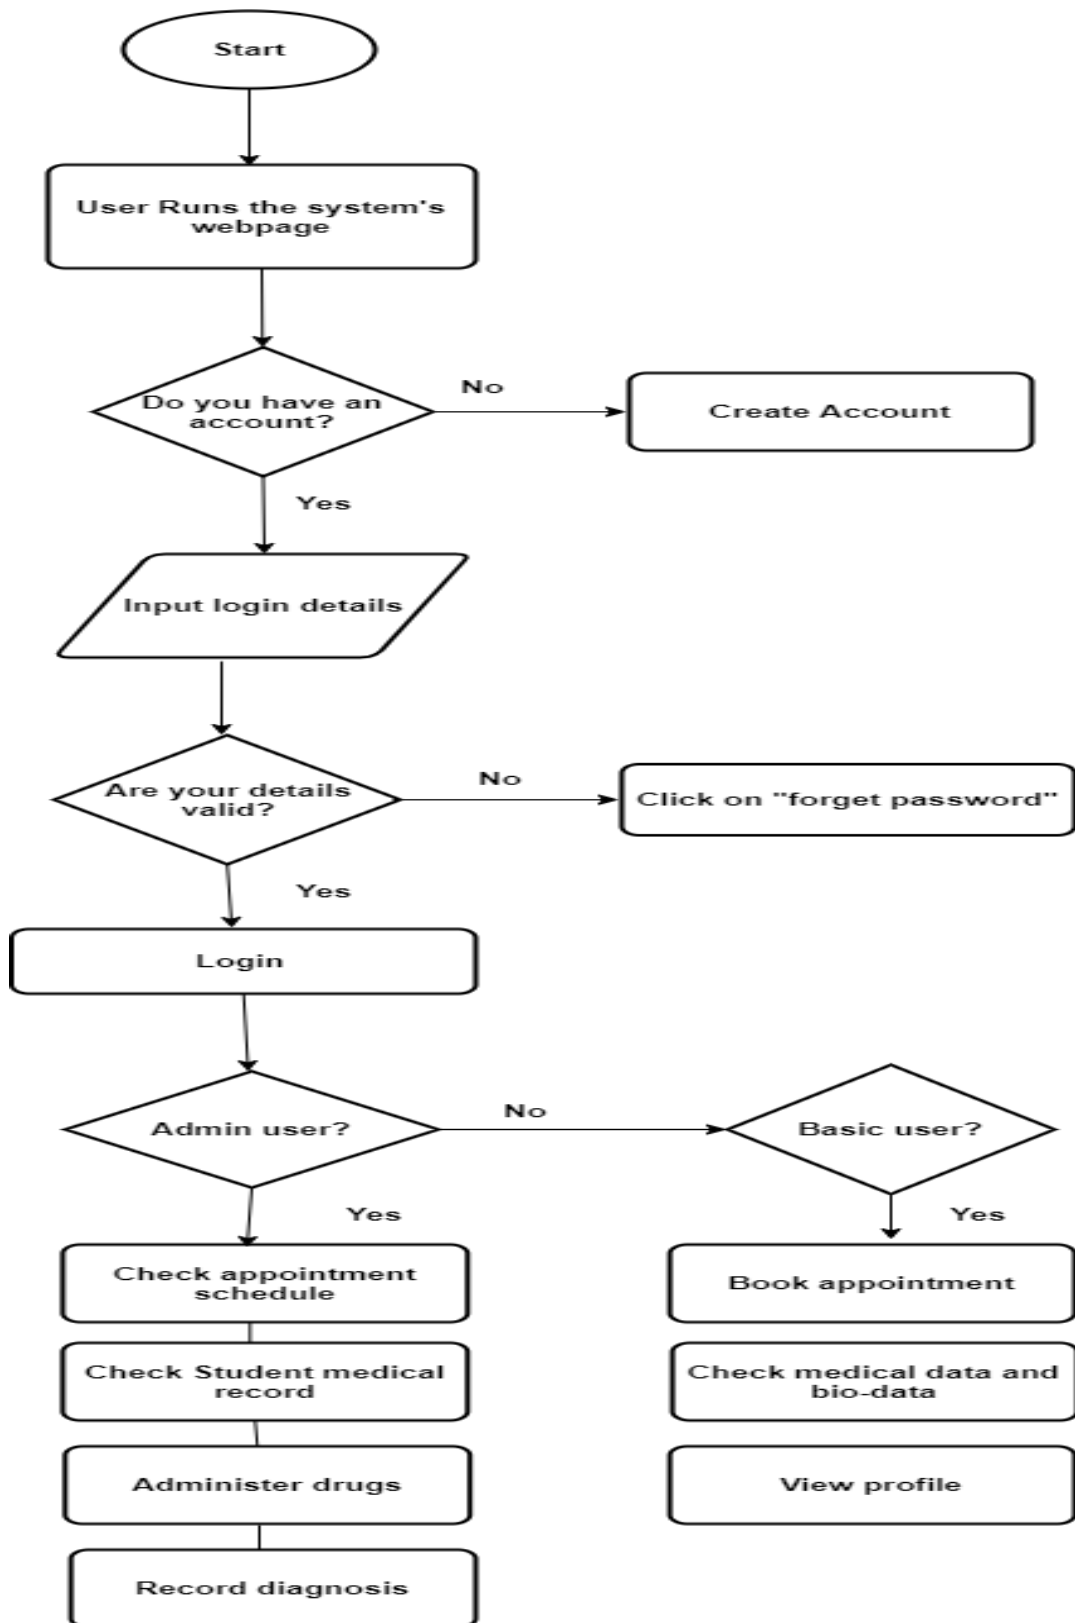 Start
User Runs the system's
webpage
Do you have an
account?
No
Create Account
Yes
Input login details
Are your details
valid?
No
Click on "forget password"
Yes
Login
Admin user?
No
Basic user?
Yes
Yes
Check appointment
schedule
Book appointment
Check Student medical
record
Check medical data and
bio-data
Administer drugs
View profile
Record diagnosis